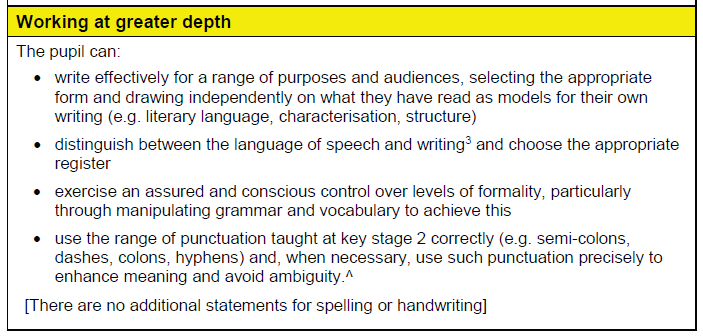 Working at greater depth
The pupil can:
• write effectively for a range of purposes and audiences, selecting the appropriate
form and drawing independently on what they have read as models for their own
writing (e.g. literary language, characterisation, structure)
• distinguish between the language of speech and writing³ and choose the appropriate
register
• exercise an assured and conscious control over levels of formality, particularly
through manipulating grammar and vocabulary to achieve this
• use the range of punctuation taught at key stage 2 correctly (e.g. semi-colons,
dashes, colons, hyphens) and, when necessary, use such punctuation precisely to
enhance meaning and avoid ambiguity.^
[There are no additional statements for spelling or handwriting]